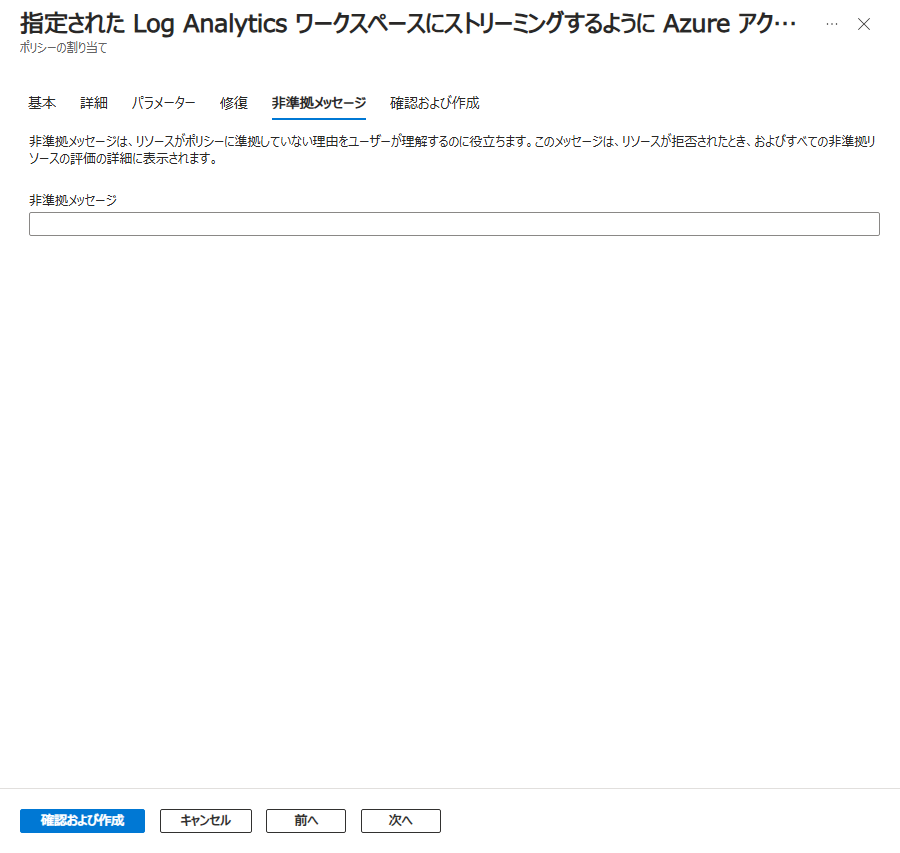 指定された Log Analytics ワークスペースにストリーミングするように Azure アク…
ポリシーの割り当て
基本 詳細 パラメーター 修復 非準拠メッセージ 確認および作成
非準拠メッセージは、リソースがポリシーに準拠していない理由をユーザーが理解するのに役立ちます。このメッセージは、リソースが拒否されたとき、およびすべての非準拠リ
ソースの評価の詳細に表示されます。
非準拠メッセージ
確認および作成 キャンセル 前へ 次へ